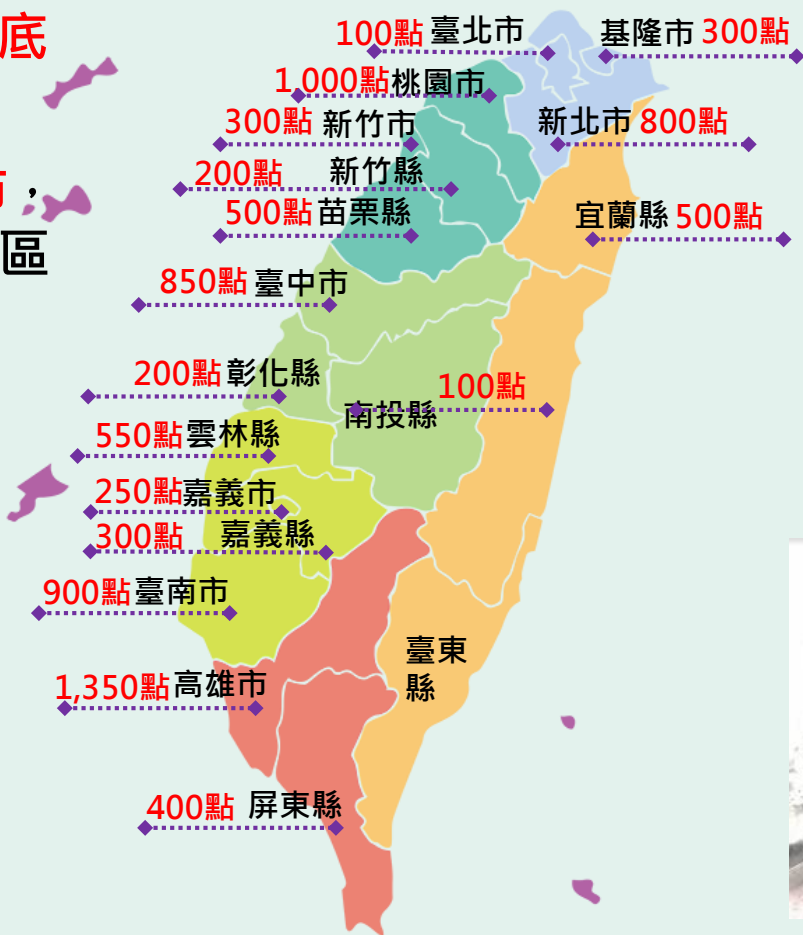 底
，
區
100點 臺北市
基隆市 300點
1,000點桃園市
300點 新竹市
新北市 800點
200點 新竹縣
500點 苗栗縣
宜蘭縣 500點
850點 臺中市
200點 彰化縣
100點
南投縣
550點 雲林縣
250點嘉義市
300點 嘉義縣
900點臺南市
臺東
縣
1,350點高雄市
400點 屏東縣